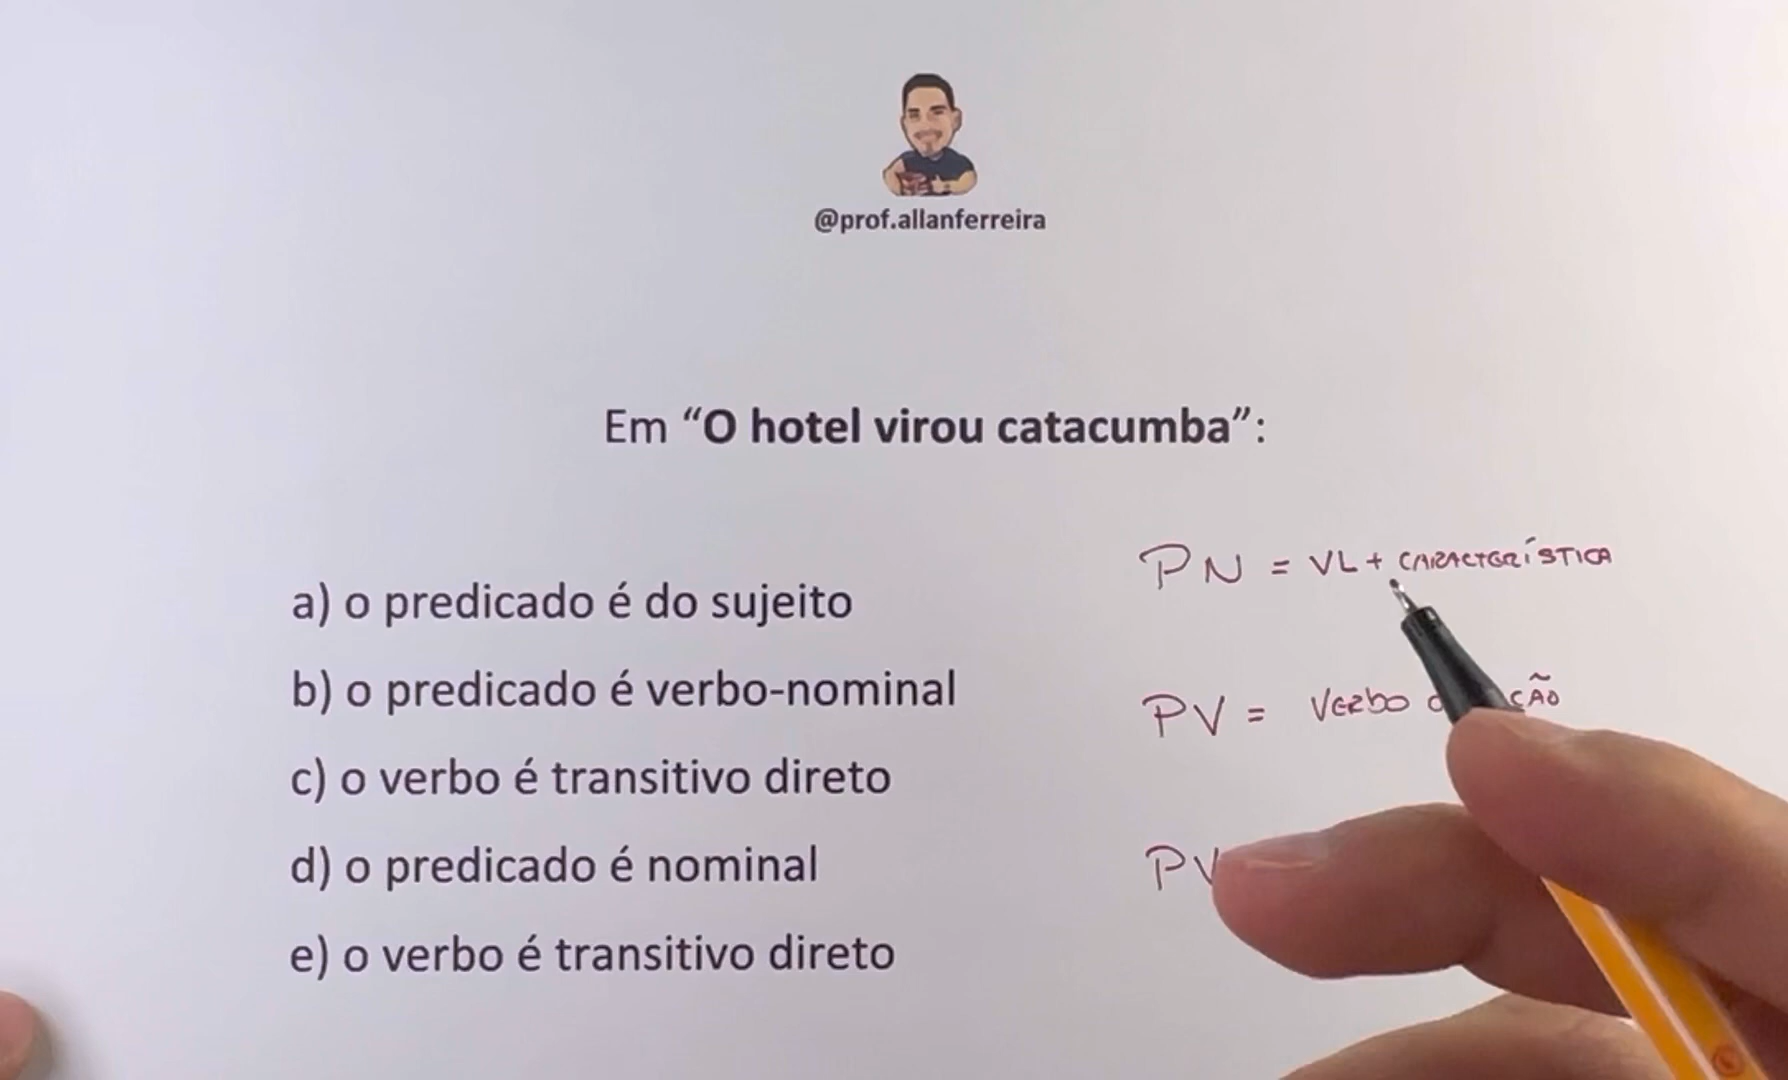 @prof.allanferreira
Em “O hotel virou catacumba”:
a) o predicado é do sujeito
b) o predicado é verbo-nominal
c) o verbo é transitivo direto
d) o predicado é nominal
e) o verbo é transitivo direto
PN = VL + CARACTERÍSTICA
PV = VERBO
PV